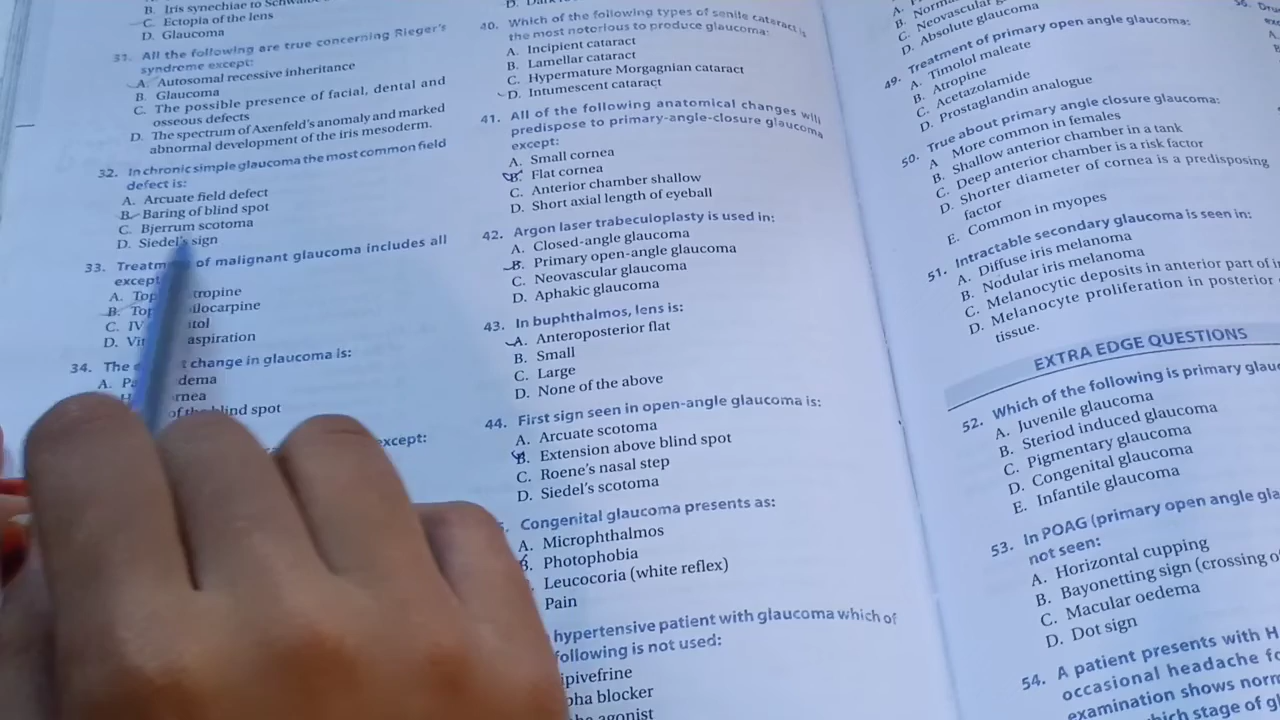 B. Iris synechiae to
C. Ectopia of the lens
D. Glaucoma
31. All the following are true concerning Rieger's
syndrome except:
A. Autosomal recessive inheritance
B. Glaucoma
C. The possible presence of facial, dental and
osseous defects
D. The spectrum of Axenfeld's anomaly and marked
abnormal development of the iris mesoderm.
32. In chronic simple glaucoma the most common field
defect is:
A. Arcuate field defect
B. Baring of blind spot
C. Bjerrum scotoma
D. Siedel's sign
33. of malignant glaucoma includes all
except
A.
B.
C. IV
D. aspiration
34. The change in glaucoma is:
A.
of the blind spot
except:
40. Which of the following types of senile cataract is
the most notorious to produce glaucoma:
A. Incipient cataract
B. Lamellar cataract
C. Hypermature Morgagnian cataract
D. Intumescent cataract
41. All of the following anatomical changes will
predispose to primary-angle-closure glaucoma
except:
A. Small cornea
B. Flat cornea
C. Anterior chamber shallow
D. Short axial length of eyeball
42. Argon laser trabeculoplasty is used in:
A. Closed-angle glaucoma
B. Primary open-angle glaucoma
C. Neovascular glaucoma
D. Aphakic glaucoma
43. In buphthalmos, lens is:
A. Anteroposterior flat
B. Small
C. Large
D. None of the above
44. First sign seen in open-angle glaucoma is:
A. Arcuate scotoma
B. Extension above blind spot
C. Roene's nasal step
D. Siedel's scotoma
Congenital glaucoma presents as:
A. Microphthalmos
B. Photophobia
Leucocoria (white reflex)
Pain
hypertensive patient with glaucoma which of
following is not used:
blocker
agonist
A.
B.
C. Neovascular
D. Absolute glaucoma
49. Treatment of primary open angle glaucoma:
A. Timolol maleate
B. Atropine
C. Acetazolamide
D. Prostaglandin analogue
50. True about primary angle closure glaucoma:
A More common in females
B. Shallow anterior chamber in a tank
C. Deep anterior chamber is a risk factor
D. Shorter diameter of cornea is a predisposing
factor
E. Common in myopes
51. Intractable secondary glaucoma is seen in:
A. Diffuse iris melanoma
B. Nodular iris melanoma
C. Melanocytic deposits in anterior part of
D. Melanocyte proliferation in posterior
tissue.
EXTRA EDGE QUESTIONS
52. Which of the following is primary
A. Juvenile glaucoma
B. Steriod induced glaucoma
C. Pigmentary glaucoma
D. Congenital glaucoma
E. Infantile glaucoma
53. In POAG (primary open angle
not seen:
A. Horizontal cupping
B. Bayonetting sign (crossing
C. Macular oedema
D. Dot sign
54. A patient presents with
occasional headache
examination shows
stage of